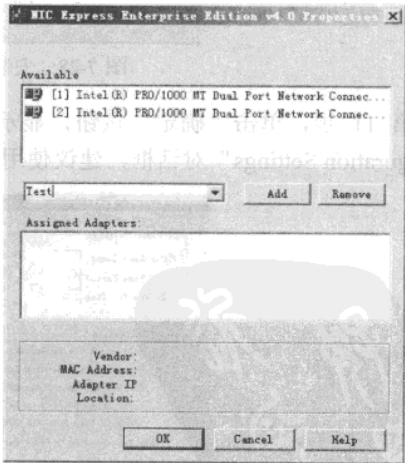 NIC Express Enterprise Edition v4.0 Properties
Available
[1] Intel(R) PRO/1000 MT Dual Port Network Connec...
[2] Intel(R) PRO/1000 MT Dual Port Network Connec...
Test
Add
Remove
Assigned Adapters:
Vendor:
MAC Address:
Adapter IP
Location:
OK
Cancel
Help